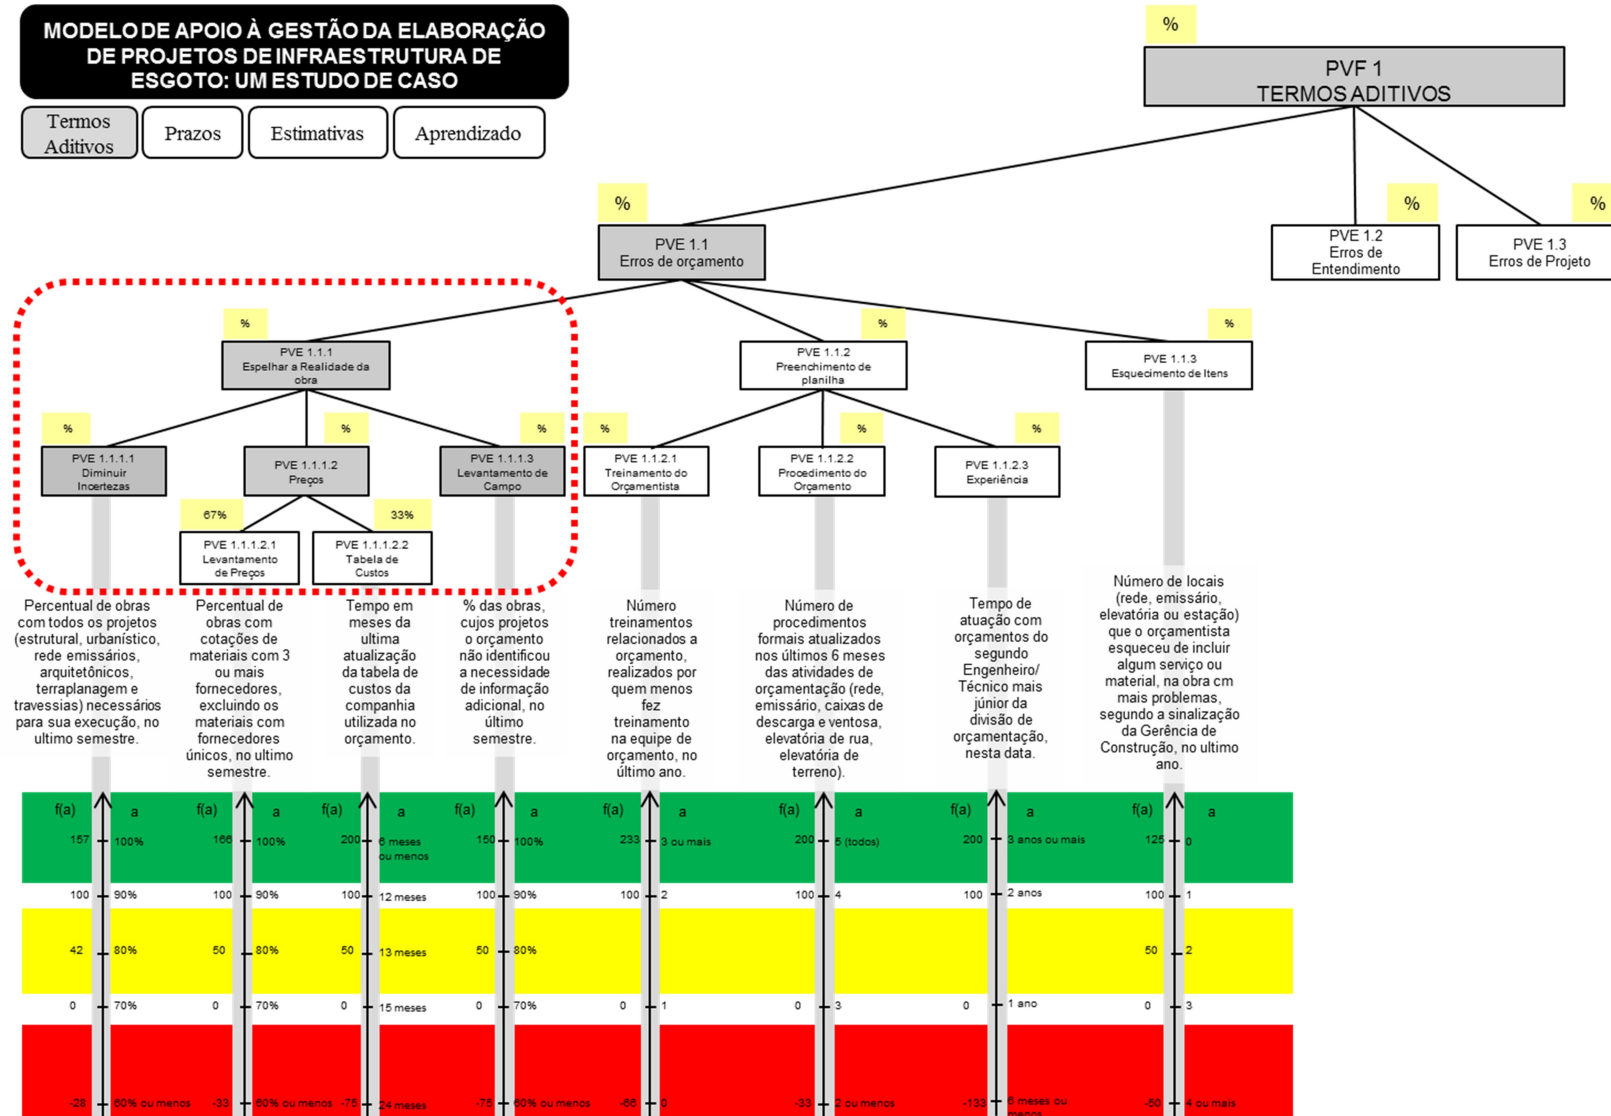 MODELO DE APOIO À GESTÃO DA ELABORAÇÃO
DE PROJETOS DE INFRAESTRUTURA DE
ESGOTO: UM ESTUDO DE CASO
Termos
Aditivos
Prazos
Estimativas
Aprendizado
%
PVF 1
TERMOS ADITIVOS
%
PVE 1.1
Erros de orçamento
%
PVE 1.2
Erros de
Entendimento
%
PVE 1.3
Erros de Projeto
%
PVE 1.1.1
Espelhar a Realidade da
obra
%
PVE 1.1.2
Preenchimento de
planilha
%
PVE 1.1.3
Esquecimento de Itens
%
PVE 1.1.1.1
Diminuir
Incertezas
%
PVE 1.1.1.2
Preços
%
PVE 1.1.1.3
Levantamento de
Campo
%
PVE 1.1.2.1
Treinamento do
Orçamentista
%
PVE 1.1.2.2
Procedimento do
Orçamento
%
PVE 1.1.2.3
Experiência
67%
PVE 1.1.1.2.1
Levantamento
de Preços
33%
PVE 1.1.1.2.2
Tabela de
Custos
Percentual de obras
com todos os projetos
(estrutural, urbanístico,
rede emissários,
arquitetônicos,
terraplanagem e
travessias) necessários
para sua execução, no
ultimo semestre.
Percentual de
obras com
cotações de
materiais com 3
ou mais
fornecedores,
excluindo os
materiais com
fornecedores
únicos, no ultimo
semestre.
Tempo em
meses da
ultima
atualização
da tabela de
custos da
companhia
utilizada no
orçamento.
% das obras,
cujos projetos
o orçamento
não identificou
a necessidade
de informação
adicional, no
último
semestre.
Número
treinamentos
relacionados a
orçamento,
realizados por
quem menos
fez
treinamento
na equipe de
orçamento, no
último ano.
Número de
procedimentos
formais atualizados
nos últimos 6 meses
das atividades de
orçamentação (rede,
emissário, caixas de
descarga e ventosa,
elevatória de rua,
elevatória de
terreno).
Tempo de
atuação com
orçamentos do
segundo
Engenheiro/
Técnico mais
júnior da
divisão de
orçamentação,
nesta data.
Número de locais
(rede, emissário,
elevatória ou estação)
que o orçamentista
esqueceu de incluir
algum serviço ou
material, na obra cm
mais problemas,
segundo a sinalização
da Gerência de
Construção, no ultimo
ano.
f(a) a f(a) a f(a) a f(a) a f(a) a f(a) a f(a) a f(a) a
157 100% 166 100% 200 6 meses
ou menos
150 100% 233 3 ou mais 200 5 (todos) 200 3 anos ou mais 125 0
100 90% 100 90% 100 12 meses 100 90% 100 2 100 4 100 2 anos 100 1
42 80% 50 80% 50 13 meses 50 80% 50 2
0 70% 0 70% 0 15 meses 0 70% 0 1 0 3 0 1 ano 0 3
-28 60% ou menos -33 60% ou menos -75 24 meses -75 60% ou menos -66 0 -33 2 ou menos -133 6 meses ou
menos
-50 4 ou mais